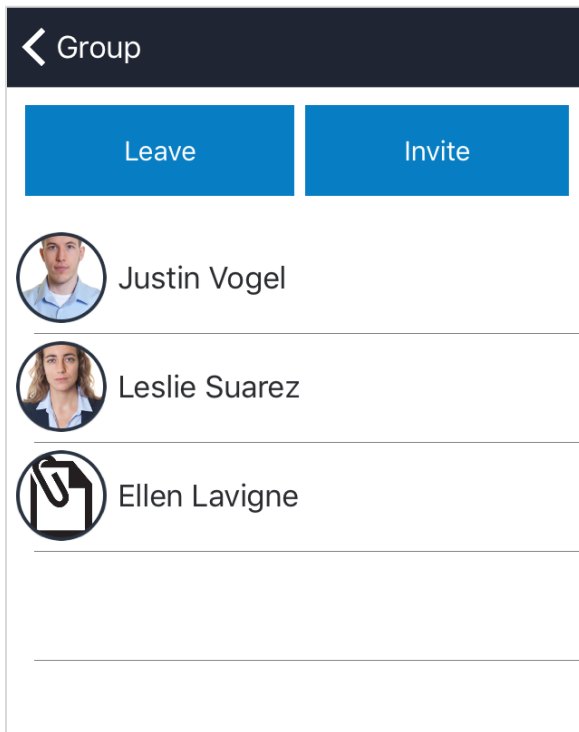 Group
Leave Invite
Justin Vogel
Leslie Suarez
Ellen Lavigne